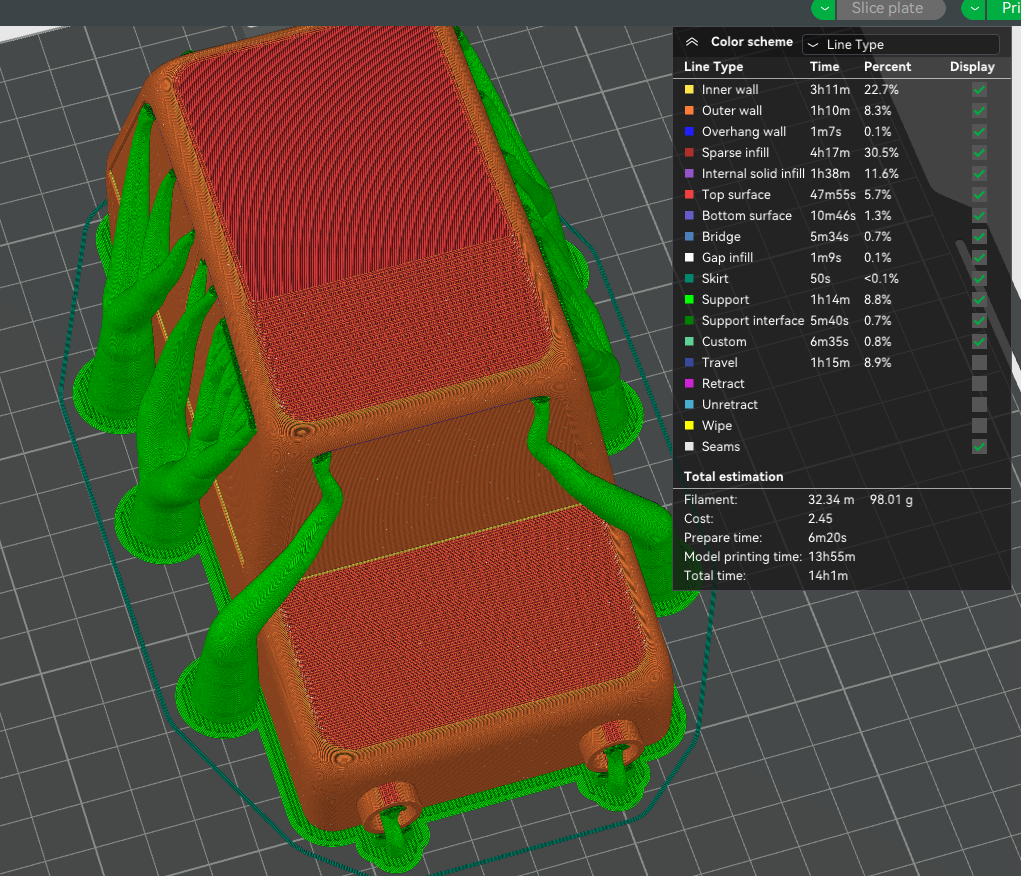 Slice plate Pri
Color scheme Line Type
Line Type Time Percent Display
Inner wall 3h11m 22.7%
Outer wall 1h10m 8.3%
Overhang wall 1m7s 0.1%
Sparse infill 4h17m 30.5%
Internal solid infill 1h38m 11.6%
Top surface 47m55s 5.7%
Bottom surface 10m46s 1.3%
Bridge 5m34s 0.7%
Gap infill 1m9s 0.1%
Skirt 50s <0.1%
Support 1h14m 8.8%
Support interface 5m40s 0.7%
Custom 6m35s 0.8%
Travel 1h15m 8.9%
Retract
Unretract
Wipe
Seams
Total estimation
Filament: 32.34 m 98.01 g
Cost: 2.45
Prepare time: 6m20s
Model printing time: 13h55m
Total time: 14h1m